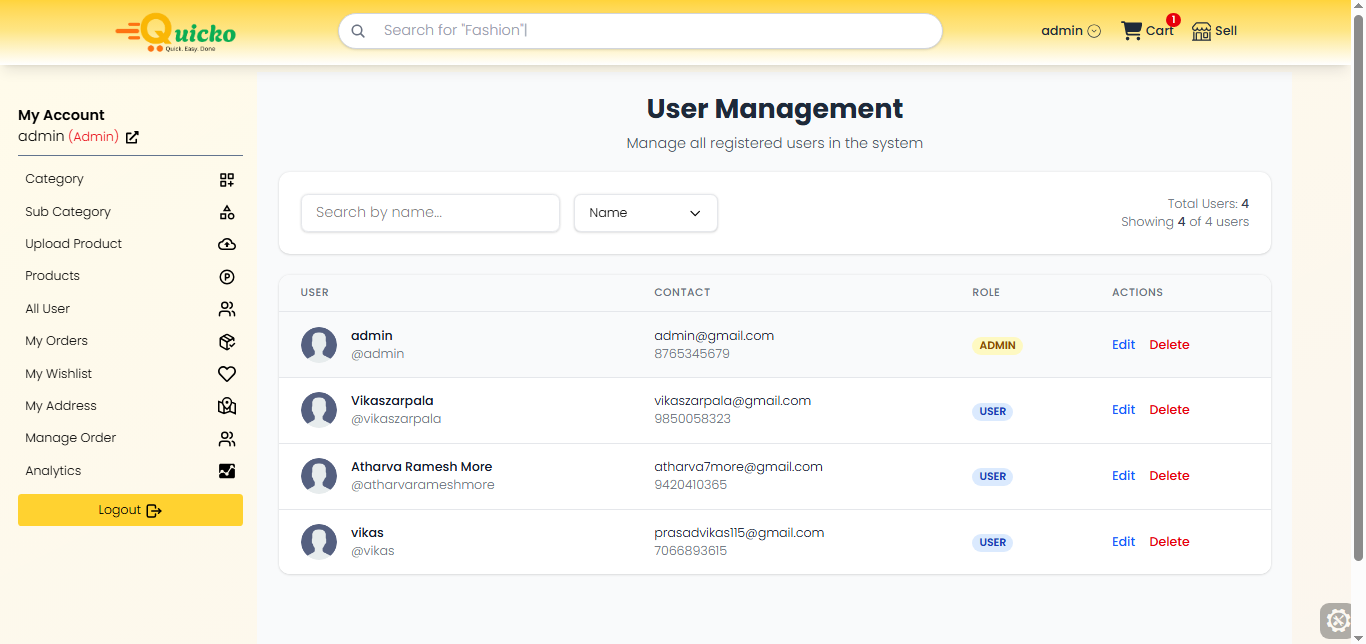 Quicko
Quick. Easy. Done
Search for "Fashion"|
admin
1
Cart
Sell
My Account
admin (Admin)
Category
Sub Category
Upload Product
Products
All User
My Orders
My Wishlist
My Address
Manage Order
Analytics
Logout
User Management
Manage all registered users in the system
Search by name...
Name
Total Users: 4
Showing 4 of 4 users
USER CONTACT ROLE ACTIONS
admin
@admin
admin@gmail.com
8765345679
ADMIN
Edit Delete
Vikaszarpala
@vikaszarpala
vikaszarpala@gmail.com
9850058323
USER
Edit Delete
Atharva Ramesh More
@atharvarameshmore
atharva7more@gmail.com
9420410365
USER
Edit Delete
vikas
@vikas
prasadvikas115@gmail.com
7066893615
USER
Edit Delete